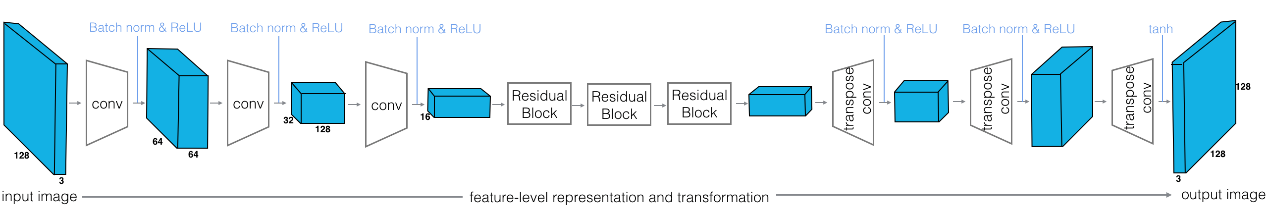 Batch norm & ReLU
Batch norm & ReLU
Batch norm & ReLU
Batch norm & ReLU
Batch norm & ReLU
tanh
conv
conv
conv
Residual
Block
Residual
Block
Residual
Block
transpose
conv
transpose
conv
transpose
conv
128
3
64
64
32
128
16
128
128
3
input image
feature-level representation and transformation
output image